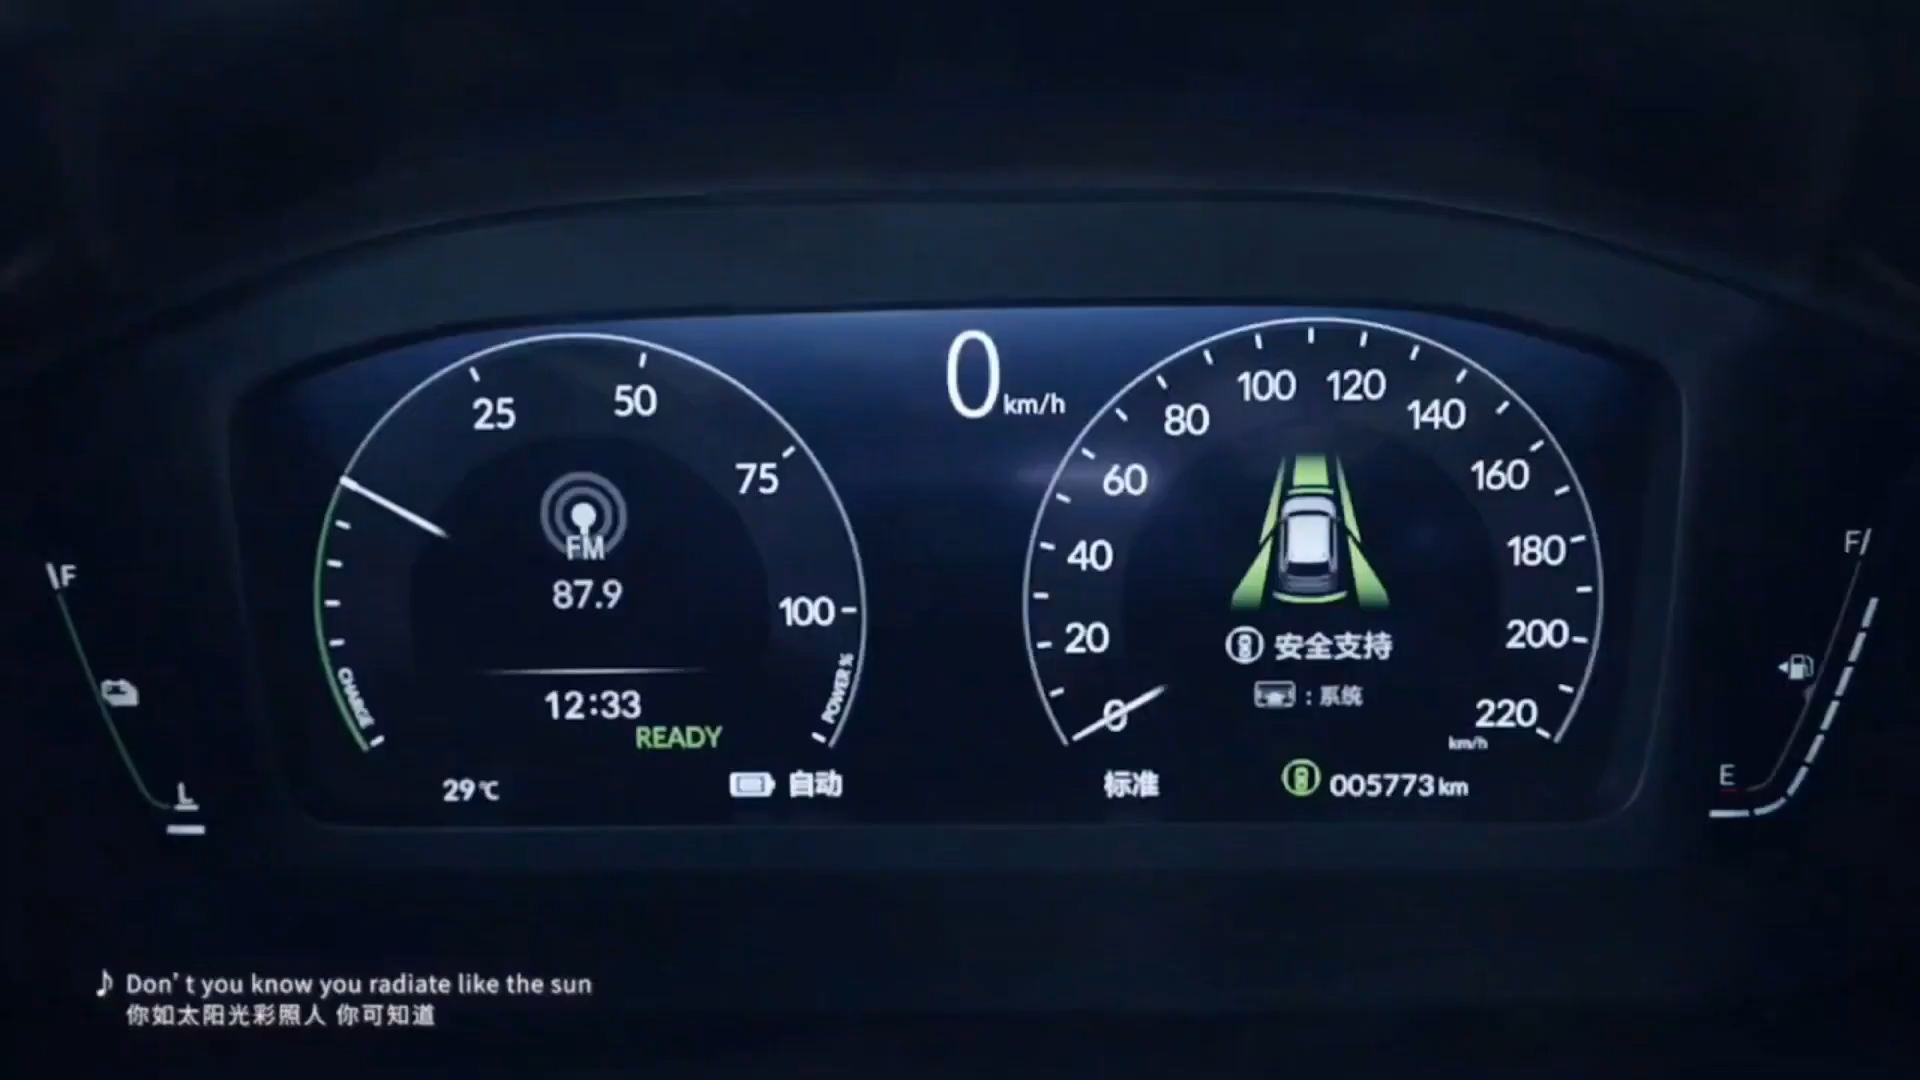 0 km/h
25
50
75
100
CHARGE
POWER %
FM
87.9
12:33
READY
29℃
自动
F
L
0
20
40
60
80
100
120
140
160
180
200
220
km/h
安全支持
: 系统
标准
005773 km
F
E
♪ Don't you know you radiate like the sun
你如太阳光彩照人 你可知道